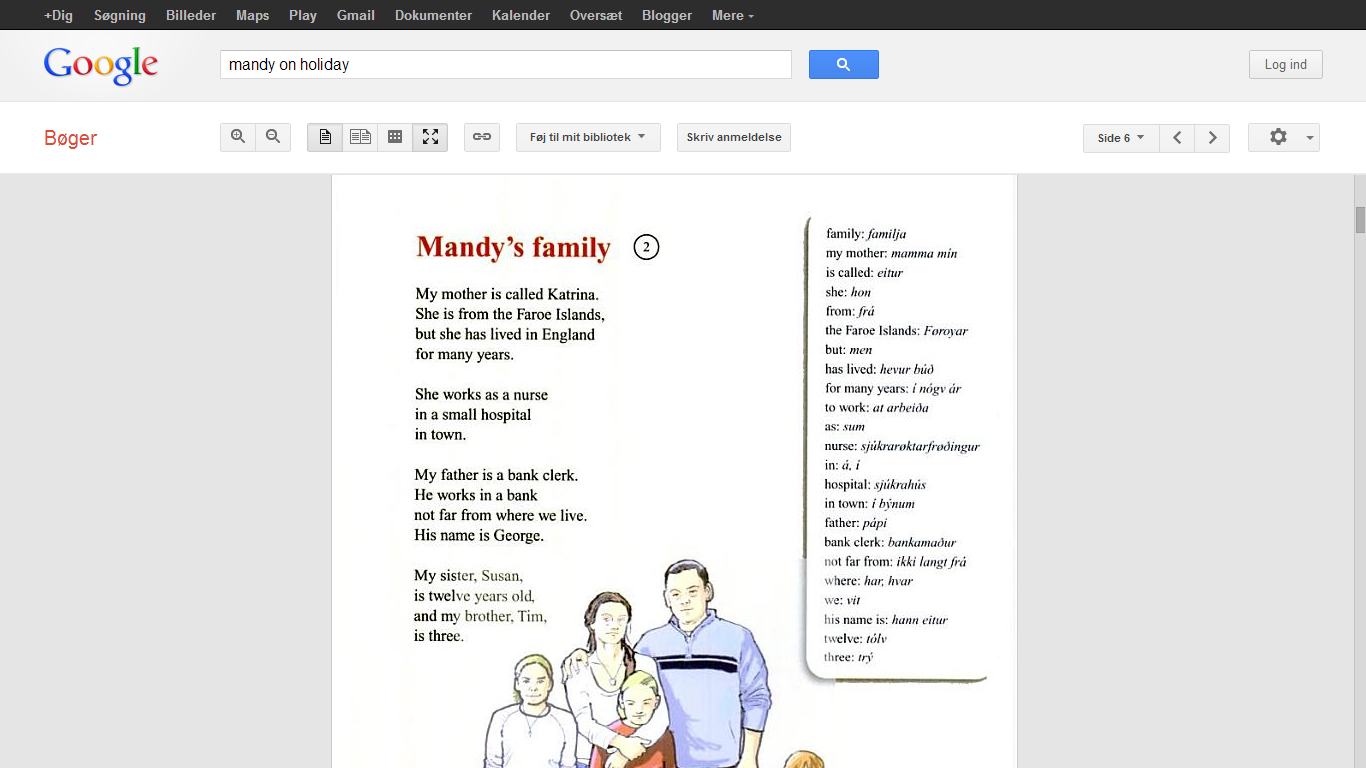 +Dig Søgning Billeder Maps Play Gmail Dokumenter Kalender Oversæt Blogger Mere
Google
mandy on holiday
Log ind
Bøger
Føj til mit bibliotek
Skriv anmeldelse
Side 6
Mandy's family 2
My mother is called Katrina.
She is from the Faroe Islands,
but she has lived in England
for many years.
She works as a nurse
in a small hospital
in town.
My father is a bank clerk.
He works in a bank
not far from where we live.
His name is George.
My sister, Susan,
is twelve years old,
and my brother, Tim,
is three.
family: familja
my mother: mamma mín
is called: eitur
she: hon
from: frá
the Faroe Islands: Føroyar
but: men
has lived: hevur búð
for many years: í nógv ár
to work: at arbeiða
as: sum
nurse: sjúkrarøktarfrøðingur
in: á, í
hospital: sjúkrahús
in town: í býnum
father: pápi
bank clerk: bankamaður
not far from: ikki langt frá
where: har, hvar
we: vit
his name is: hann eitur
twelve: tólv
three: trý